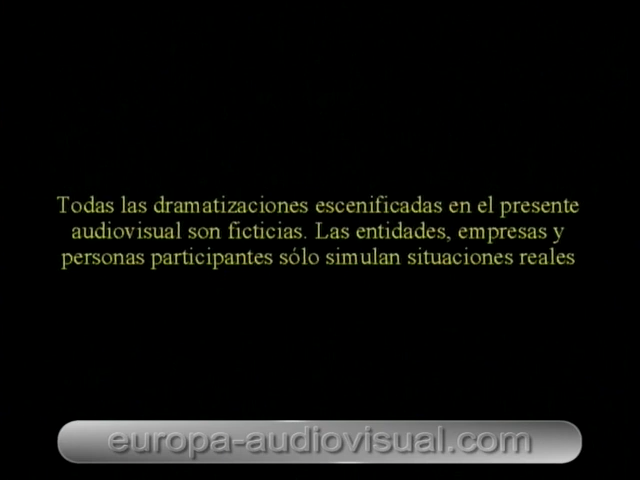 Todas las dramatizaciones escenificadas en el presente
audiovisual son ficticias. Las entidades, empresas y
personas participantes sólo simulan situaciones reales
europa-audiovisual.com